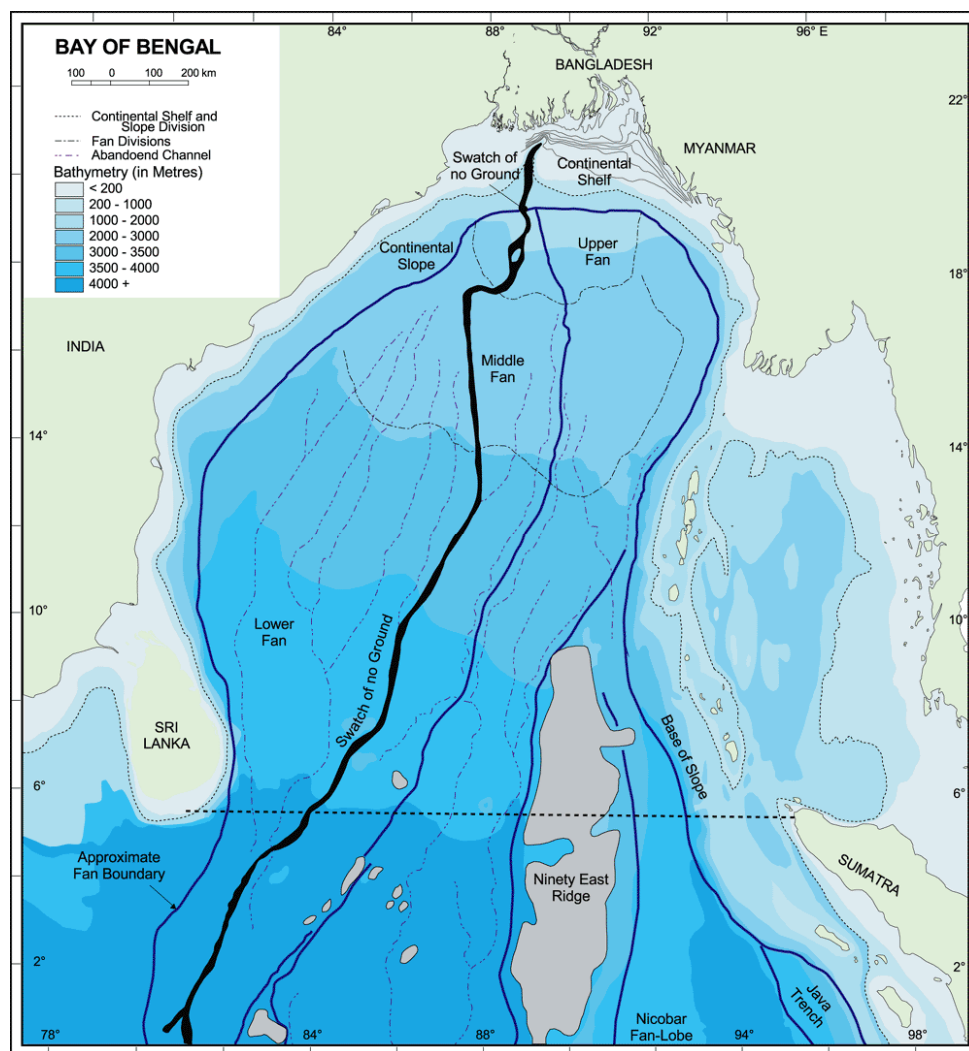 BAY OF BENGAL
100 0 100 200 km
Continental Shelf and
Slope Division
Fan Divisions
Abandoend Channel
Bathymetry (in Metres)
< 200
200 - 1000
1000 - 2000
2000 - 3000
3000 - 3500
3500 - 4000
4000 +
84° 88° 92° 96° E
BANGLADESH
22°
MYANMAR
Swatch of
no Ground
Continental
Shelf
Continental
Slope
Upper
Fan
18°
INDIA
Middle
Fan
14° 14°
10° 10°
Lower
Fan
Swatch of no Ground
SRI
LANKA
Base of Slope
6° 6°
Approximate
Fan Boundary
Ninety East
Ridge
SUMATRA
2° 2°
Java
Trench
Nicobar
Fan-Lobe
78° 80° 84° 88° 94° 98°